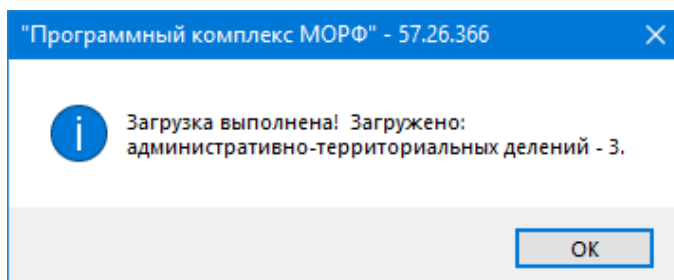 "Программный комплекс МОРФ" - 57.26.366
Загрузка выполнена!  Загружено:
административно-территориальных делений - 3.
OK